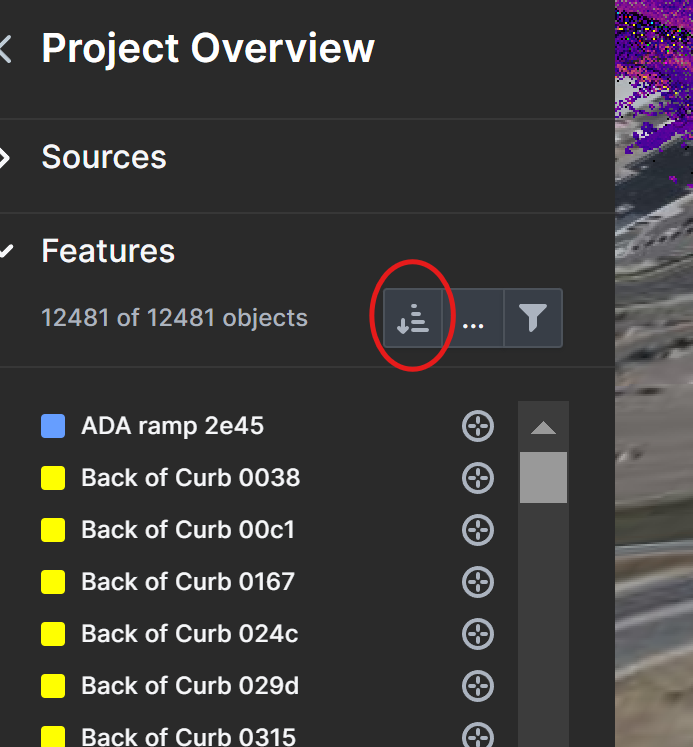 Project Overview
Sources
Features
12481 of 12481 objects
...
ADA ramp 2e45
Back of Curb 0038
Back of Curb 00c1
Back of Curb 0167
Back of Curb 024c
Back of Curb 029d
Back of Curb 0315